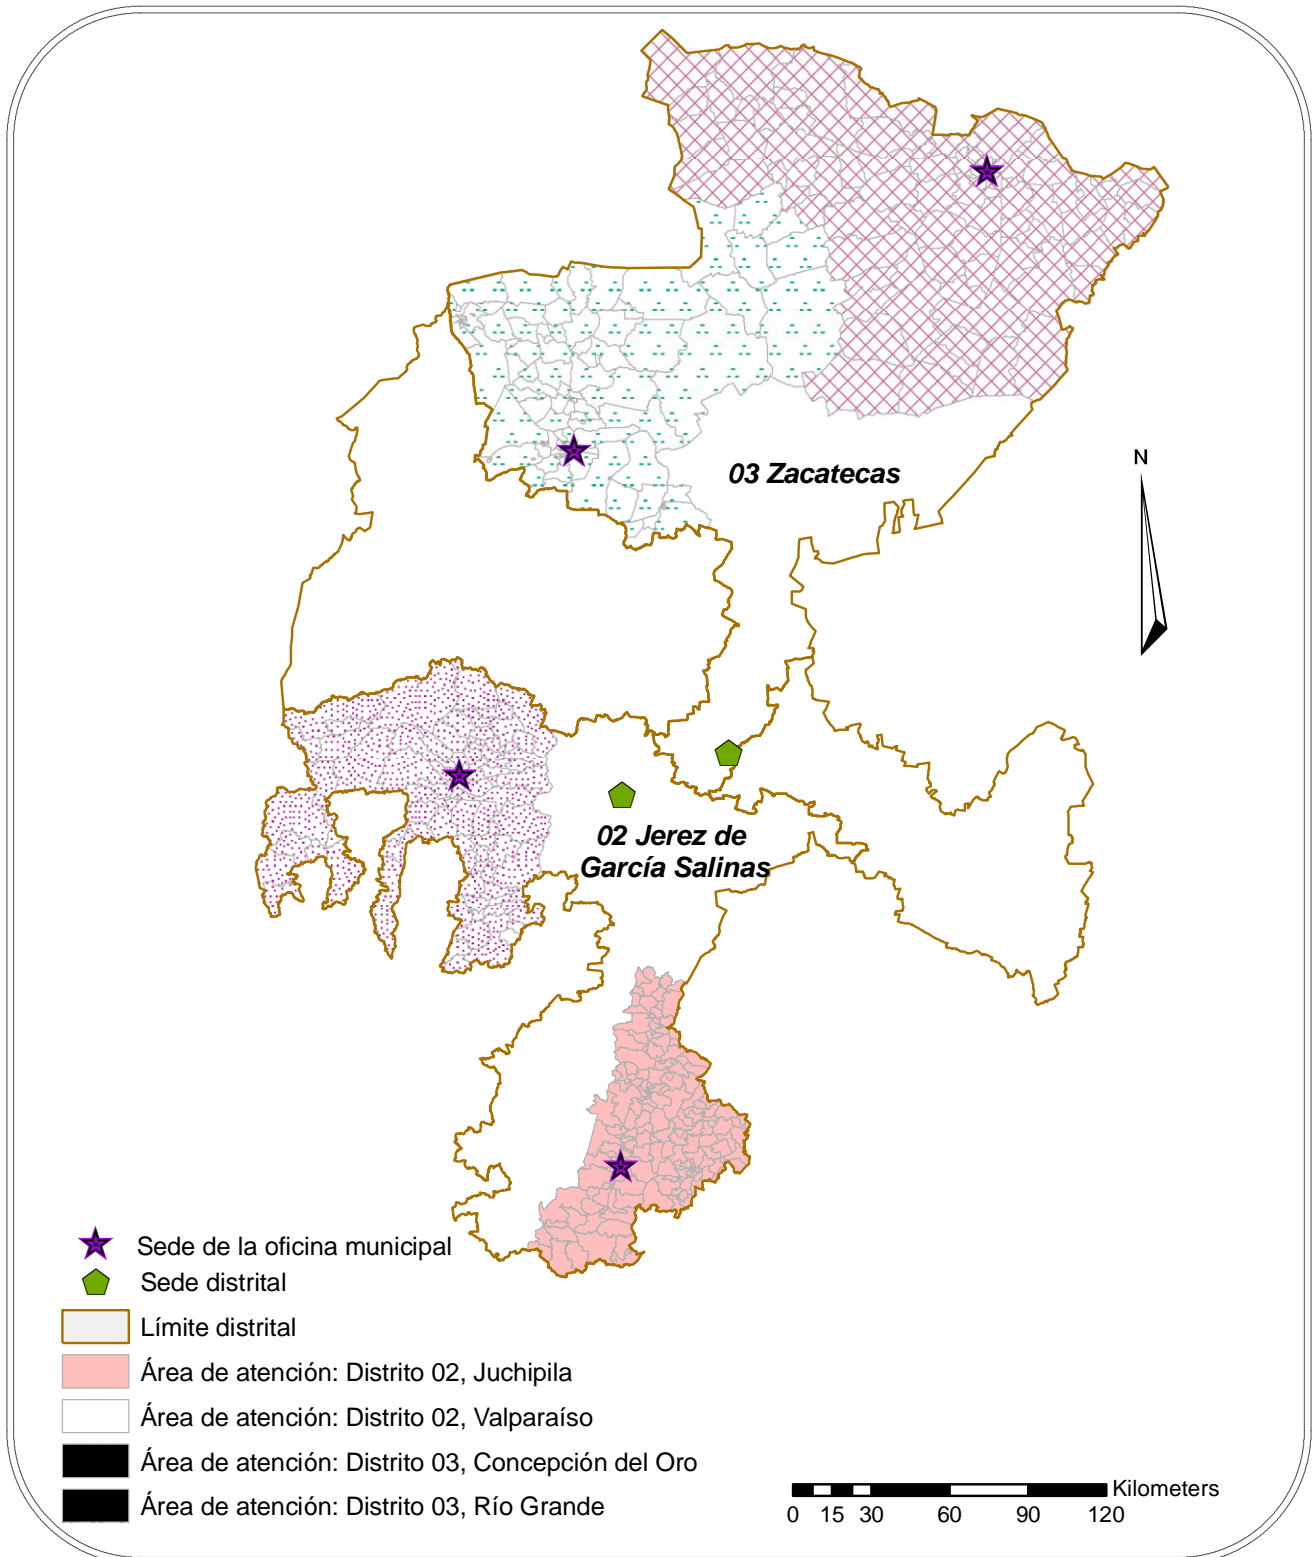 03 Zacatecas
N
02 Jerez de
García Salinas
Sede de la oficina municipal
Sede distrital
Límite distrital
Área de atención: Distrito 02, Juchipila
Área de atención: Distrito 02, Valparaíso
Área de atención: Distrito 03, Concepción del Oro
Área de atención: Distrito 03, Río Grande
Kilometers
0 15 30 60 90 120